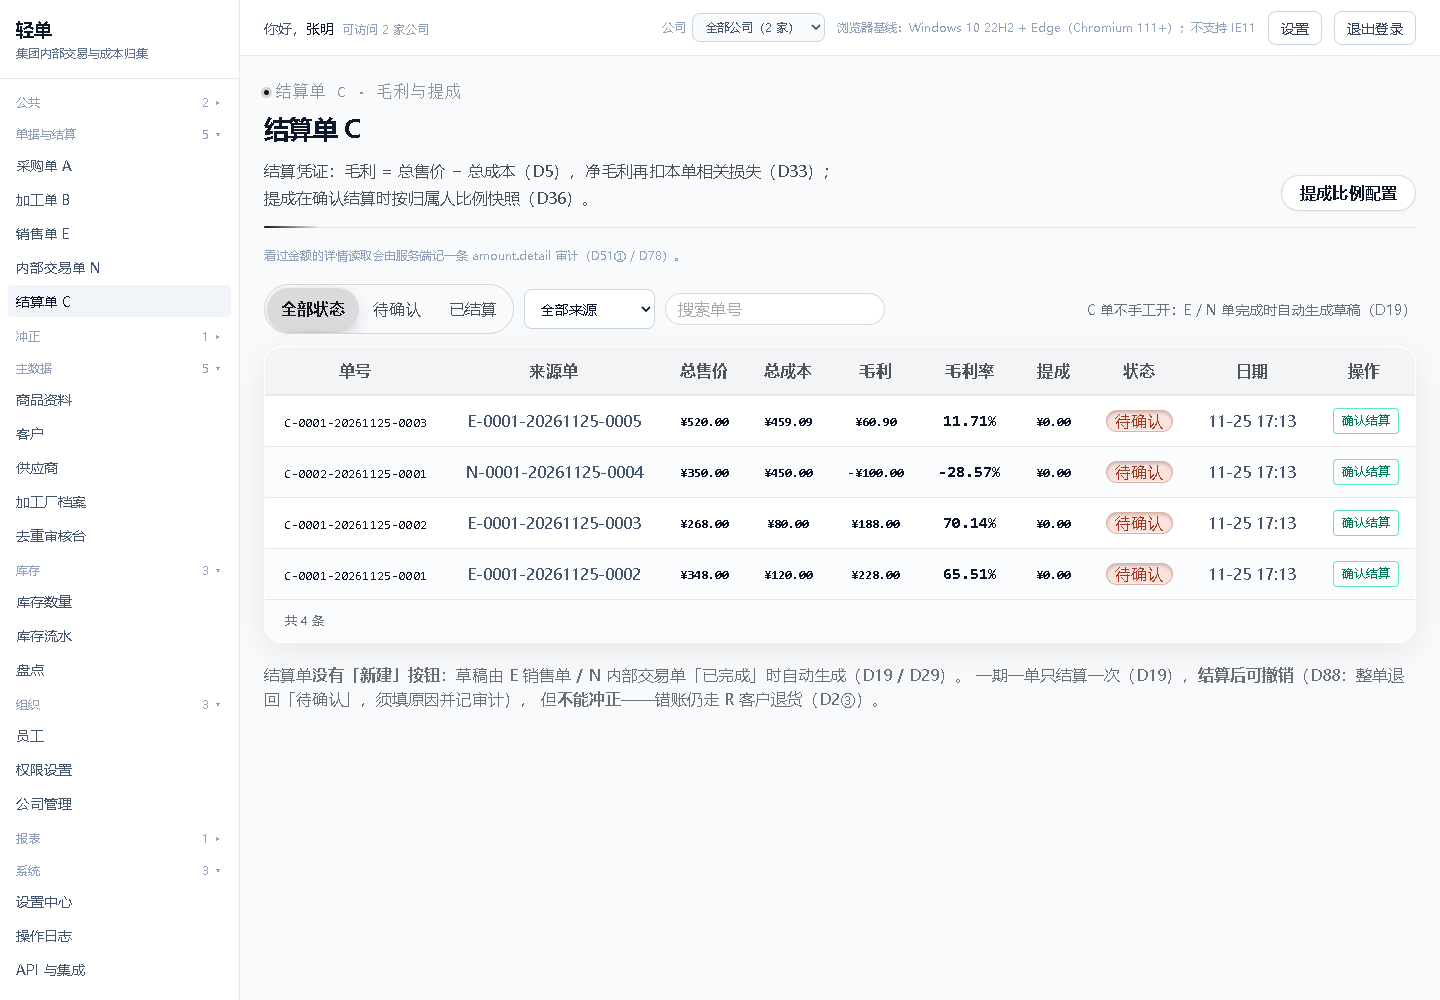 轻单
集团内部交易与成本归集
公共 2 ▸
单据与结算 5 ▾
采购单 A
加工单 B
销售单 E
内部交易单 N
结算单 C
冲正 1 ▸
主数据 5 ▾
商品资料
客户
供应商
加工厂档案
去重审核台
库存 3 ▾
库存数量
库存流水
盘点
组织 3 ▾
员工
权限设置
公司管理
报表 1 ▸
系统 3 ▾
设置中心
操作日志
API 与集成
你好，张明 可访问 2 家公司
公司 全部公司（2 家） 浏览器基线：Windows 10 22H2 + Edge（Chromium 111+）；不支持 IE11 设置 退出登录
结算单 C - 毛利与提成
结算单 C
结算凭证：毛利 = 总售价 − 总成本（D5），净毛利再扣本单相关损失（D33）；
提成在确认结算时按归属人比例快照（D36）。
提成比例配置
看过金额的详情读取会由服务端记一条 amount.detail 审计（D51① / D78）。
全部状态 待确认 已结算 全部来源 搜索单号 C 单不手工开：E / N 单完成时自动生成草稿（D19）
单号 来源单 总售价 总成本 毛利 毛利率 提成 状态 日期 操作
C-0001-20261125-0003 E-0001-20261125-0005 ¥520.00 ¥459.09 ¥60.90 11.71% ¥0.00 待确认 11-25 17:13 确认结算
C-0002-20261125-0001 N-0001-20261125-0004 ¥350.00 ¥450.00 -¥100.00 -28.57% ¥0.00 待确认 11-25 17:13 确认结算
C-0001-20261125-0002 E-0001-20261125-0003 ¥268.00 ¥80.00 ¥188.00 70.14% ¥0.00 待确认 11-25 17:13 确认结算
C-0001-20261125-0001 E-0001-20261125-0002 ¥348.00 ¥120.00 ¥228.00 65.51% ¥0.00 待确认 11-25 17:13 确认结算
共 4 条
结算单没有「新建」按钮：草稿由 E 销售单 / N 内部交易单「已完成」时自动生成（D19 / D29）。 一期一单只结算一次（D19），结算后可撤销（D88：整单退
回「待确认」，须填原因并记审计）， 但不能冲正——错账仍走 R 客户退货（D2③）。